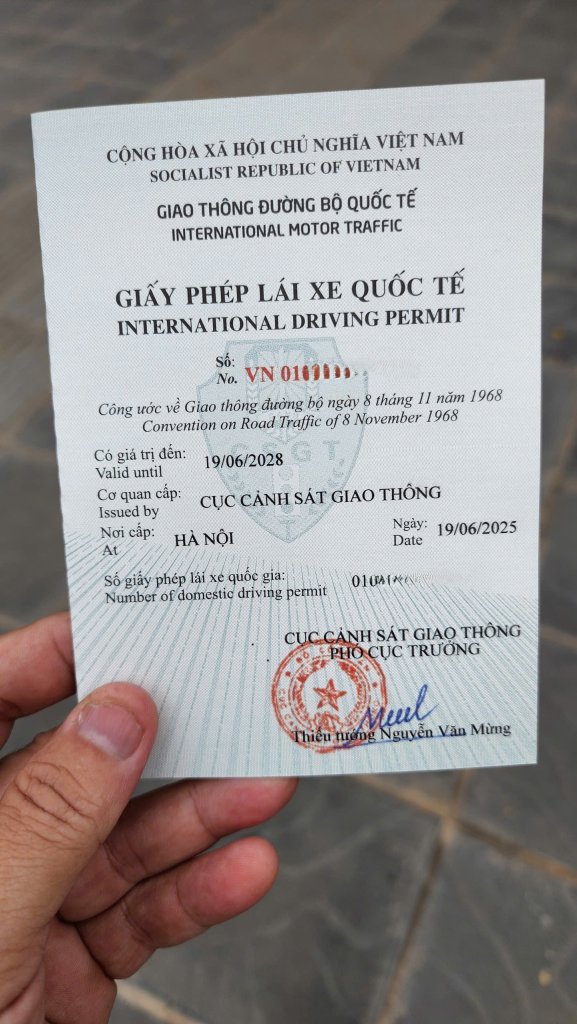 CỘNG HÒA XÃ HỘI CHỦ NGHĨA VIỆT NAM
SOCIALIST REPUBLIC OF VIETNAM
GIAO THÔNG ĐƯỜNG BỘ QUỐC TẾ
INTERNATIONAL MOTOR TRAFFIC
GIẤY PHÉP LÁI XE QUỐC TẾ
INTERNATIONAL DRIVING PERMIT
Số:
No. VN
Công ước về Giao thông đường bộ ngày 8 tháng 11 năm 1968
Convention on Road Traffic of 8 November 1968
Có giá trị đến: 19/06/2028
Valid until
Cơ quan cấp: CỤC CẢNH SÁT GIAO THÔNG
Issued by
Nơi cấp: HÀ NỘI Ngày: 19/06/2025
At Date
Số giấy phép lái xe quốc gia:
Number of domestic driving permit
CỤC CẢNH SÁT GIAO THÔNG
PHÓ CỤC TRƯỞNG
Thiếu tướng Nguyễn Văn Mừng